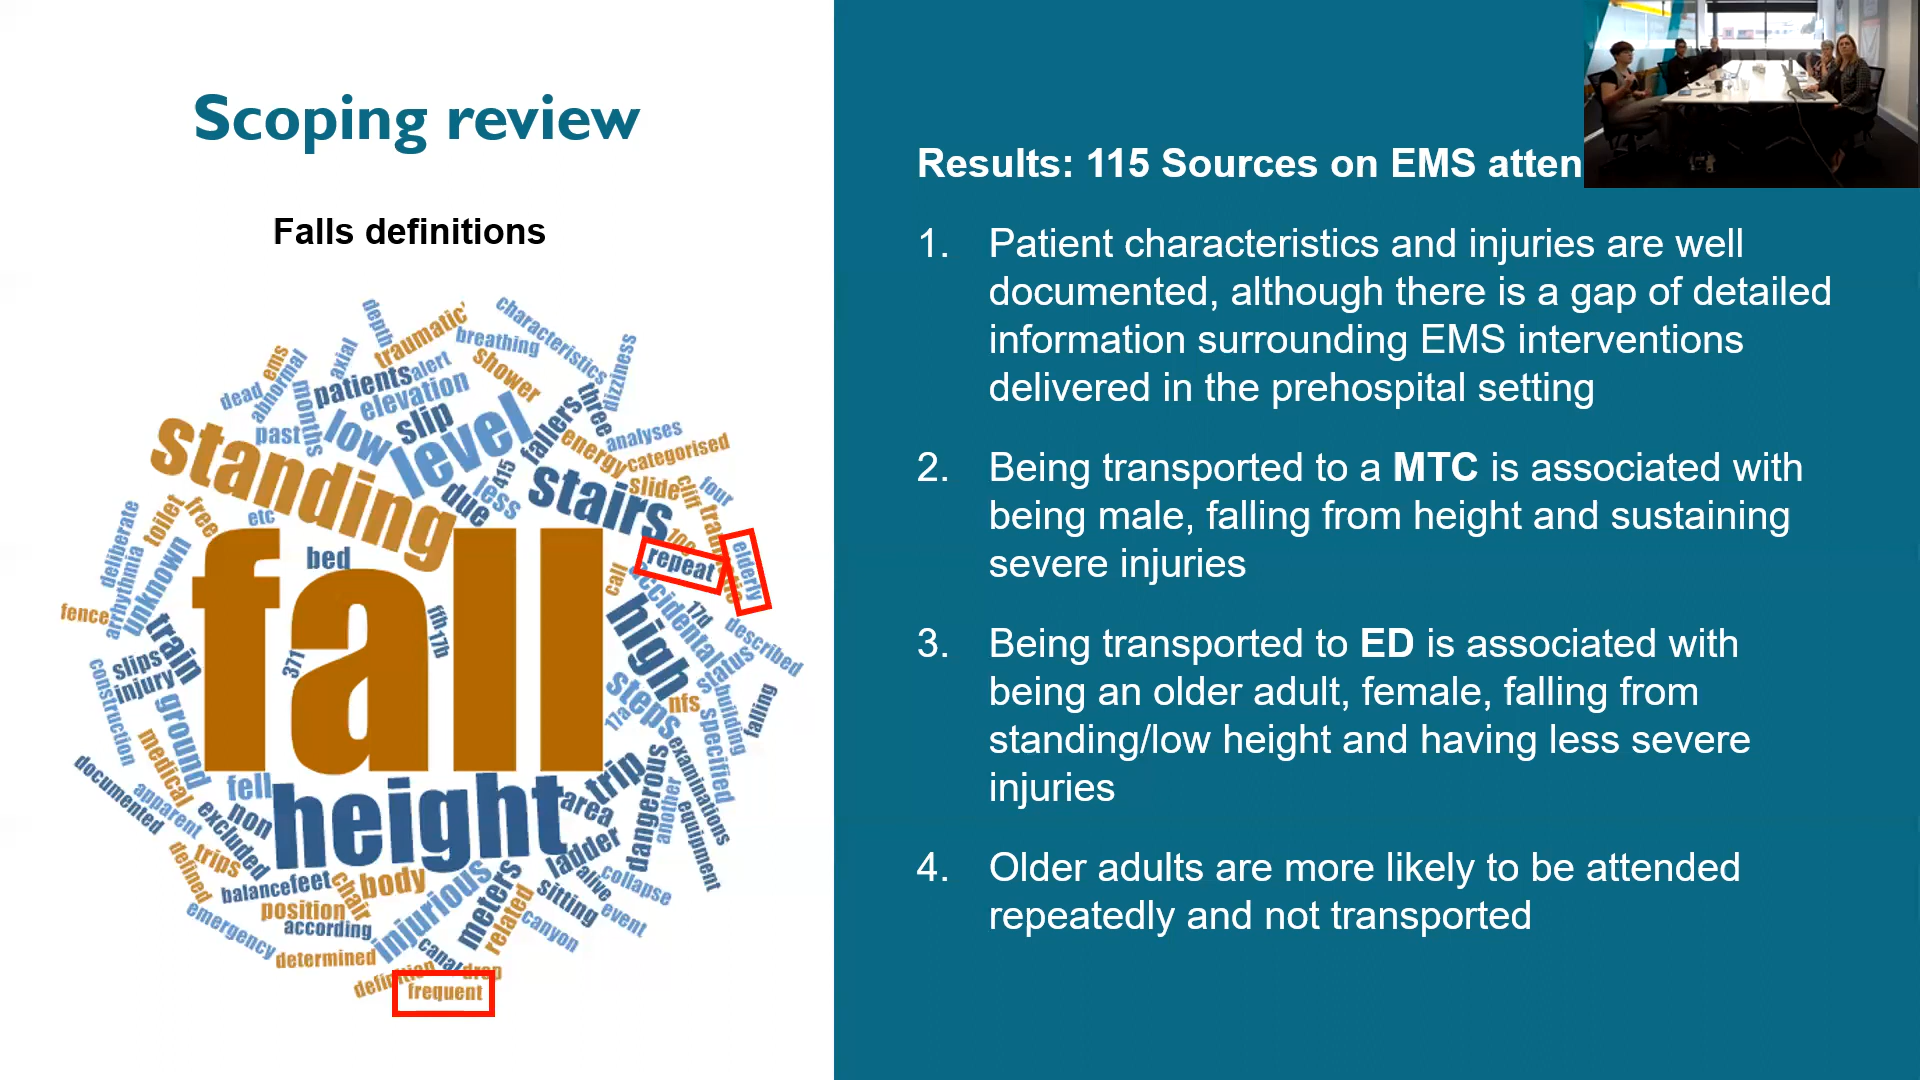 Scoping review
Falls definitions
depth
traumatic
characteristics
breathing
axial
ems
abnormal
dead
months
patients
alert
elevation
shower
dizziness
three
fallers
slip
low
level
past
energy
analyses
categorised
standing
415
less
due
stairs
slide
cliff
four
etc
free
toilet
deliberate
arrhythmia
unknown
fence
bed
fall
371
ffh
17b
call
repeat
elderly
accidental
17d
described
high
status
steps
17a
nfs
building
specified
falling
train
slips
injury
construction
ground
medical
documented
apparent
fell
non
excluded
height
area
trip
dangerous
another
examinations
equipment
ladder
alive
collapse
sitting
event
defined
trips
balance
feet
chair
body
position
according
injurious
meters
related
canyon
canal
emergency
determined
definition
drop
frequent
Results: 115 Sources on EMS atten
1. Patient characteristics and injuries are well
documented, although there is a gap of detailed
information surrounding EMS interventions
delivered in the prehospital setting
2. Being transported to a MTC is associated with
being male, falling from height and sustaining
severe injuries
3. Being transported to ED is associated with
being an older adult, female, falling from
standing/low height and having less severe
injuries
4. Older adults are more likely to be attended
repeatedly and not transported